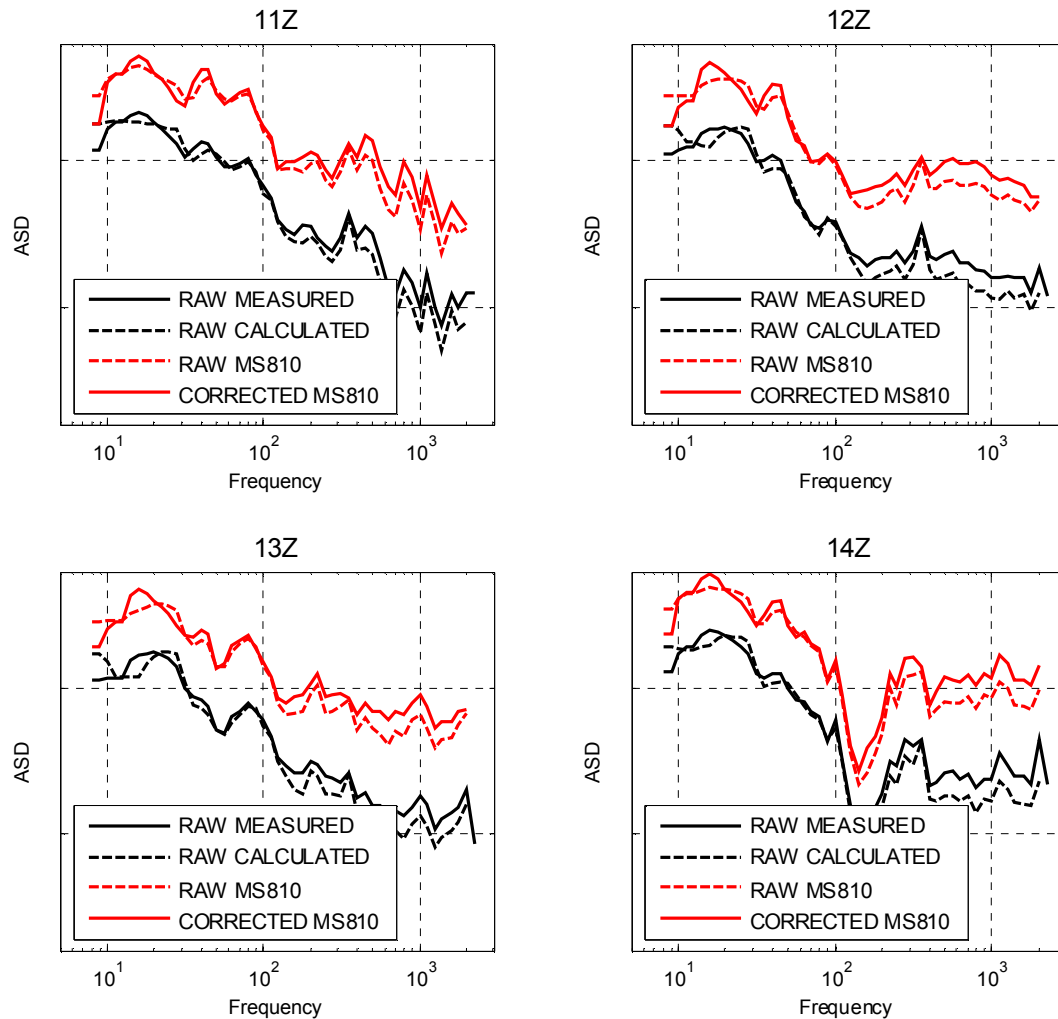 11Z
ASD
RAW MEASURED
RAW CALCULATED
RAW MS810
CORRECTED MS810
10^1
10^2
10^3
Frequency
12Z
ASD
RAW MEASURED
RAW CALCULATED
RAW MS810
CORRECTED MS810
10^1
10^2
10^3
Frequency
13Z
ASD
RAW MEASURED
RAW CALCULATED
RAW MS810
CORRECTED MS810
10^1
10^2
10^3
Frequency
14Z
ASD
RAW MEASURED
RAW CALCULATED
RAW MS810
CORRECTED MS810
10^1
10^2
10^3
Frequency